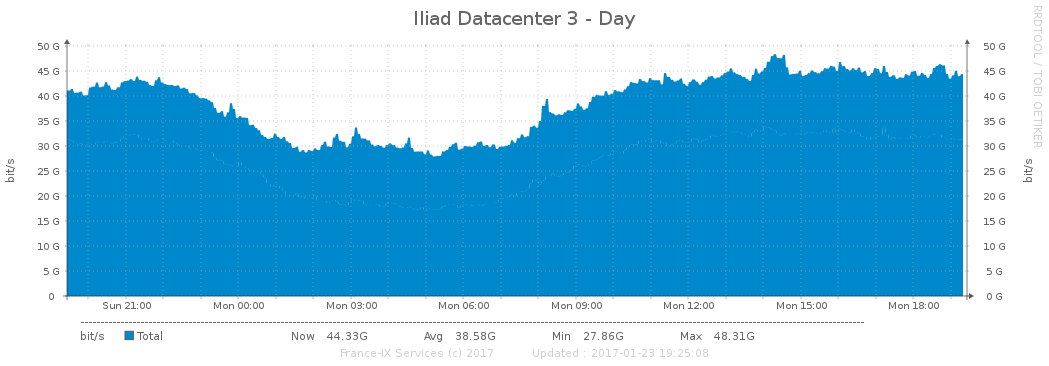 Iliad Datacenter 3 - Day
RRDTOOL / TOBI OETIKER
50 G 50 G
45 G 45 G
40 G 40 G
35 G 35 G
30 G 30 G
25 G 25 G
20 G 20 G
15 G 15 G
10 G 10 G
5 G 5 G
0 0 G
bit/s bit/s
Sun 21:00 Mon 00:00 Mon 03:00 Mon 06:00 Mon 09:00 Mon 12:00 Mon 15:00 Mon 18:00
bit/s Total Now 44.33G Avg 38.58G Min 27.86G Max 48.31G
France-IX Services (c) 2017 Updated : 2017-01-23 19:25:08